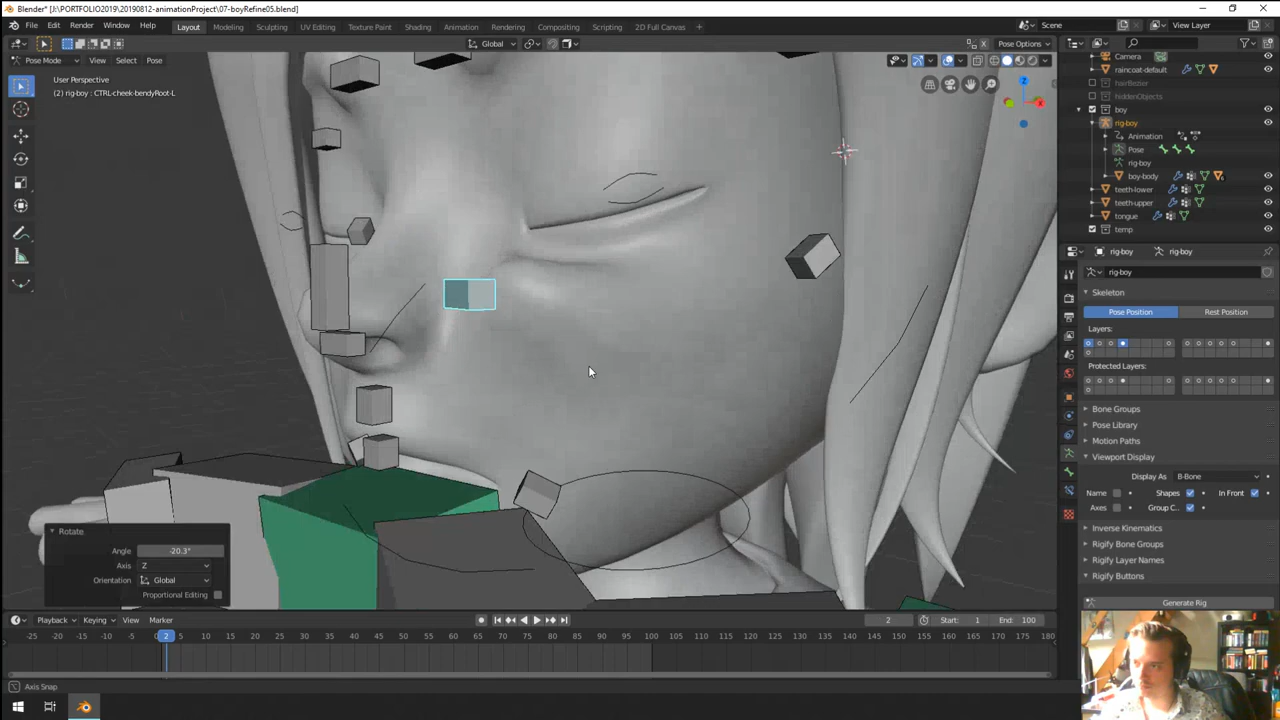 Blender* [J:\PORTFOLIO2019\20190812-animationProject\07-boyRefine05.blend]
File Edit Render Window Help Layout Modeling Sculpting UV Editing Texture Paint Shading Animation Rendering Compositing Scripting 2D Full Canvas + Scene View Layer
Global Pose Options
Pose Mode View Select Pose
User Perspective
(2) rig-boy : CTRL-cheek-bendyRoot-L
Z
Camera
raincoat-default
hairBezier
hiddenObjects
boy
rig-boy
Animation
Pose
rig-boy
boy-body
teeth-lower
teeth-upper
tongue
temp
rig-boy rig-boy
rig-boy
Skeleton
Pose Position Rest Position
Layers:
Protected Layers:
Bone Groups
Pose Library
Motion Paths
Viewport Display
Display As B-Bone
Name Shapes In Front
Axes Group C...
Inverse Kinematics
Rigify Bone Groups
Rigify Layer Names
Rigify Buttons
Generate Rig
Rotate
Angle -20.3°
Axis Z
Orientation Global
Proportional Editing
Playback Keying View Marker 2 Start: 1 End: 100
-25 -20 -15 -10 -5 2 5 10 15 20 25 30 35 40 45 50 55 60 65 70 75 80 85 90 95 100 105 110 115 120 125 130 135 140 145 150 155 160 165 170 175 180
Axis Snap